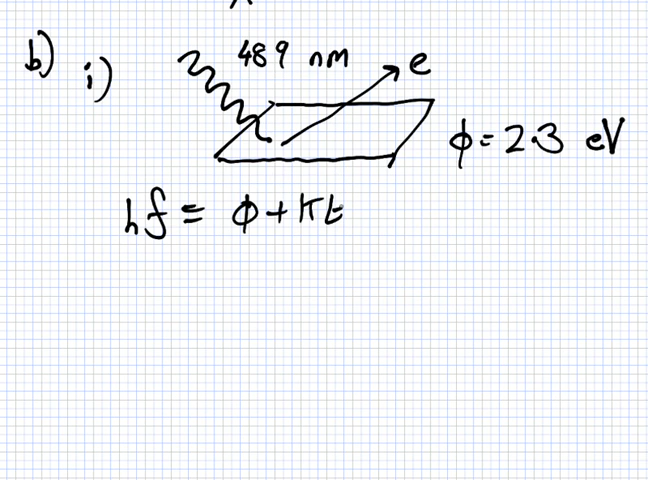 b) i) 489 nm e
φ = 2.3 eV
hf = φ + KE